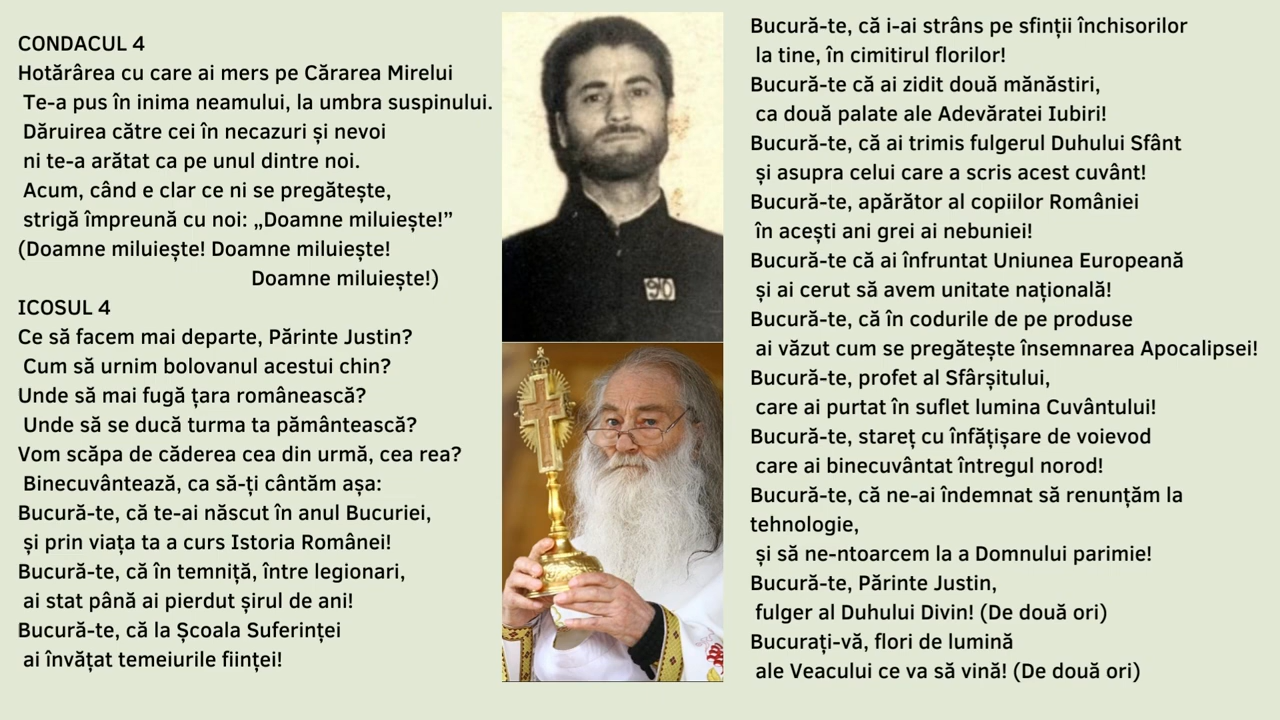 CONDACUL 4
Hotărârea cu care ai mers pe Cărarea Mirelui
Te-a pus în inima neamului, la umbra suspinului.
Dăruirea către cei în necazuri și nevoi
ni te-a arătat ca pe unul dintre noi.
Acum, când e clar ce ni se pregătește,
strigă împreună cu noi: „Doamne miluiește!”
(Doamne miluiește! Doamne miluiește!
Doamne miluiește!)
ICOSUL 4
Ce să facem mai departe, Părinte Justin?
Cum să urnim bolovanul acestui chin?
Unde să mai fugă țara românească?
Unde să se ducă turma ta pământească?
Vom scăpa de căderea cea din urmă, cea rea?
Binecuvântează, ca să-ți cântăm așa:
Bucură-te, că te-ai născut în anul Bucuriei,
și prin viața ta a curs Istoria Românei!
Bucură-te, că în temniță, între legionari,
ai stat până ai pierdut șirul de ani!
Bucură-te, că la Școala Suferinței
ai învățat temeiurile ființei!
90
Bucură-te, că i-ai strâns pe sfinții închisorilor
la tine, în cimitirul florilor!
Bucură-te că ai zidit două mănăstiri,
ca două palate ale Adevăratei Iubiri!
Bucură-te, că ai trimis fulgerul Duhului Sfânt
și asupra celui care a scris acest cuvânt!
Bucură-te, apărător al copiilor României
în acești ani grei ai nebuniei!
Bucură-te că ai înfruntat Uniunea Europeană
și ai cerut să avem unitate națională!
Bucură-te, că în codurile de pe produse
ai văzut cum se pregătește însemnarea Apocalipsei!
Bucură-te, profet al Sfârșitului,
care ai purtat în suflet lumina Cuvântului!
Bucură-te, stareț cu înfățișare de voievod
care ai binecuvântat întregul norod!
Bucură-te, că ne-ai îndemnat să renunțăm la
tehnologie,
și să ne-ntoarcem la a Domnului parimie!
Bucură-te, Părinte Justin,
fulger al Duhului Divin! (De două ori)
Bucurați-vă, flori de lumină
ale Veacului ce va să vină! (De două ori)